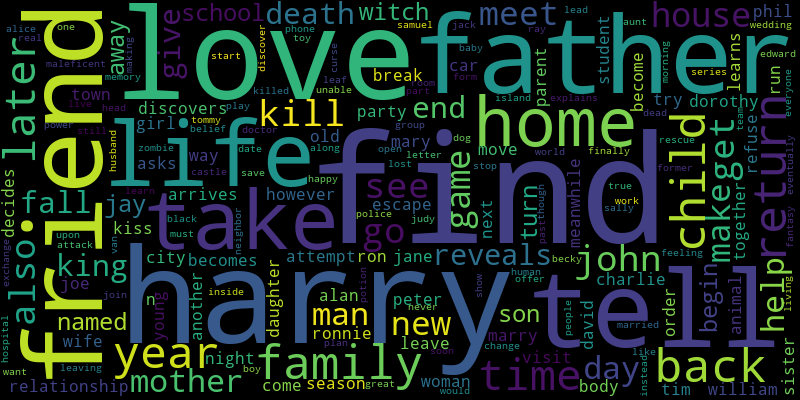 love
father
find
harry
friend
life
tell
take
home
family
mother
year
time
back
return
child
help
house
death
witch
meet
school
give
away
later
also
fall
king
kill
end
see
go
game
make
get
john
jay
man
new
son
day
reveals
phil
student
parent
car
become
learns
run
try
dorothy
refuse
together
turn
next
move
meanwhile
escape
mary
party
old
break
discovers
girl
asks
way
arrives
however
kiss
town
decides
named
wife
joe
young
another
relationship
city
becomes
n
night
daughter
attempt
ron
jane
alan
peter
ronnie
leave
come
season
woman
marry
visit
body
david
charlie
order
begin
animal
tim
william
sister
alice
real
making
maleficent
memory
start
discover
samuel
phone
toy
curse
unable
leaf
killed
jack
baby
form
room
part
lead
ray
island
explains
aunt
wedding
series
edward
morning
dead
everyone
power
live
head
still
tommy
belief
play
doctor
group
along
dog
zombie
date
castle
save
husband
happy
open
letter
lost
stop
world
finally
former
rescue
team
eventually
fantasy
true
work
sally
feeling
living
learn
upon
attack
van
black
must
neighbor
police
judy
past
though
exchange
join
inside
potion
never
becky
human
offer
show
people
married
change
like
instead
hospital
want
leaving
boy
plan
great
soon
would